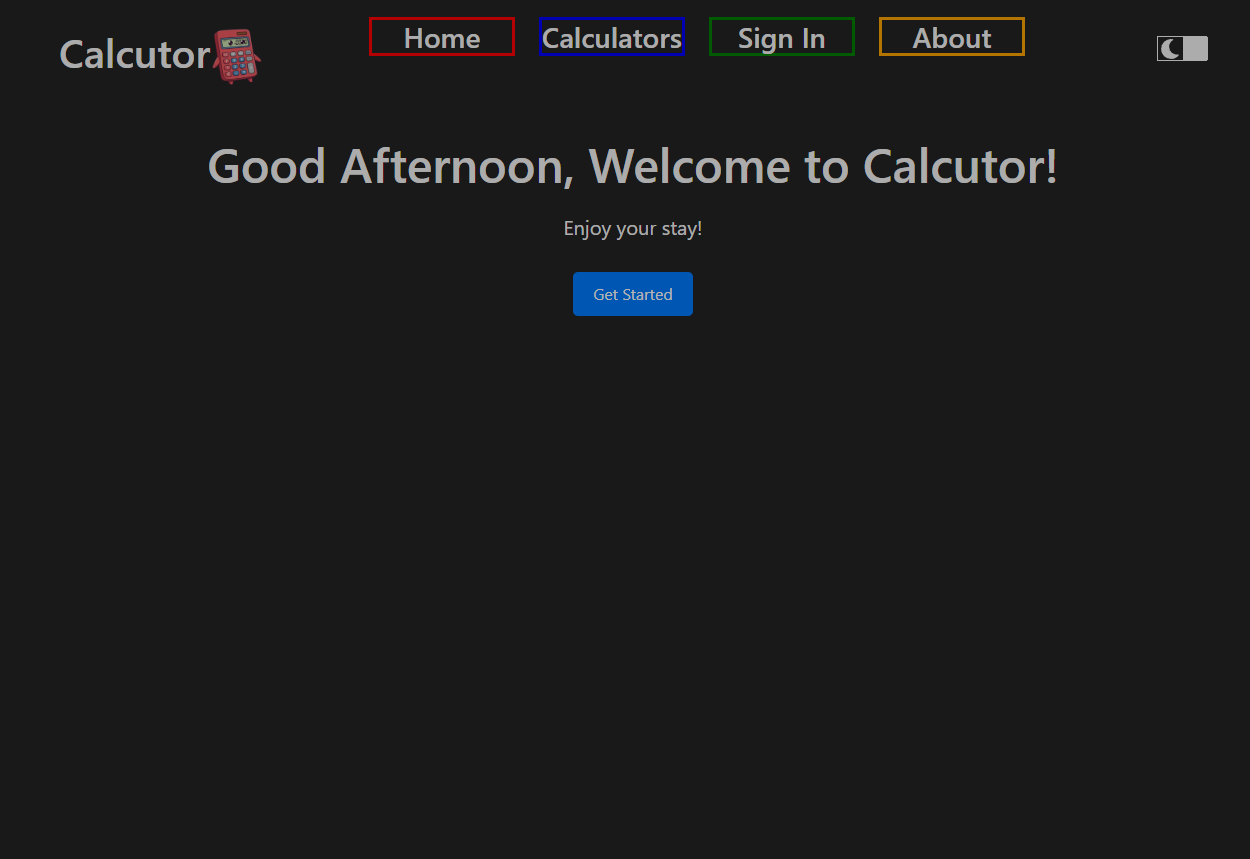 Calcutor
Home
Calculators
Sign In
About
Good Afternoon, Welcome to Calcutor!
Enjoy your stay!
Get Started